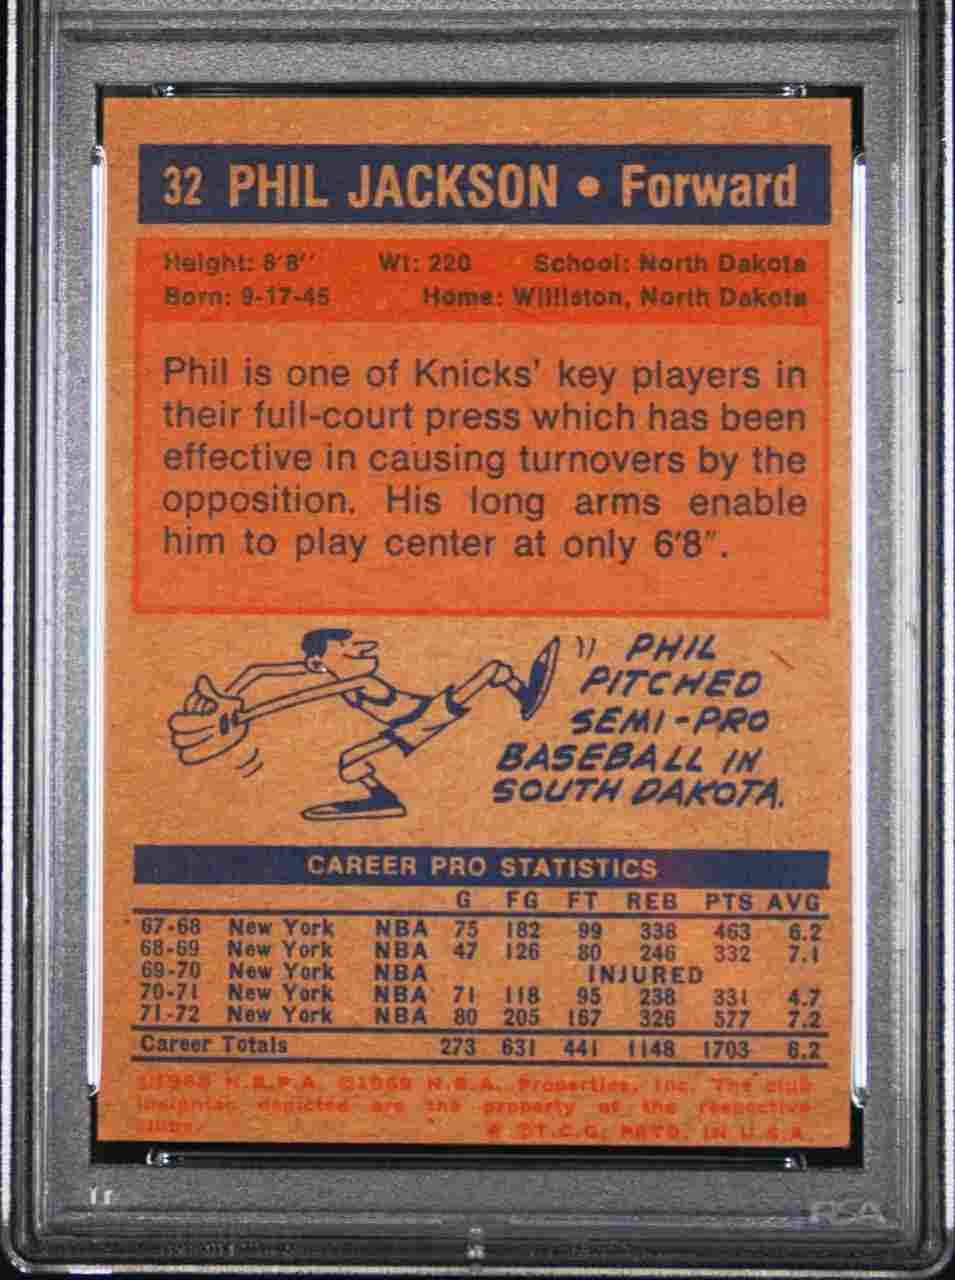 32 PHIL JACKSON • Forward
Height: 6'8'' Wt: 220 School: North Dakota
Born: 9-17-45 Home: Williston, North Dakota
Phil is one of Knicks' key players in
their full-court press which has been
effective in causing turnovers by the
opposition. His long arms enable
him to play center at only 6'8".
PHIL
PITCHED
SEMI-PRO
BASEBALL IN
SOUTH DAKOTA.
CAREER PRO STATISTICS
G FG FT REB PTS AVG
67-68 New York NBA 75 182 99 338 463 6.2
68-69 New York NBA 47 126 80 246 332 7.1
69-70 New York NBA INJURED
70-71 New York NBA 71 118 95 238 331 4.7
71-72 New York NBA 80 205 167 326 577 7.2
Career Totals 273 631 441 1148 1703 6.2
©1968 N.B.P.A. ©1969 N.B.A. Properties, Inc. The club
insignias depicted are the property of the respective
clubs.
© T.C.G. PRTD. IN U.S.A.
PSA